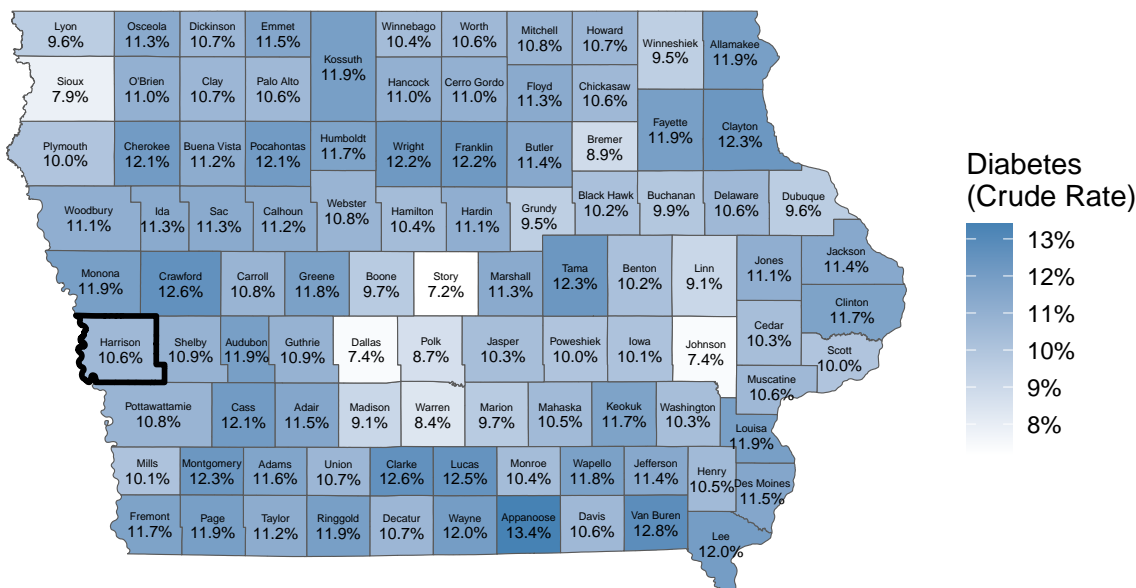 Lyon Osceola Dickinson Emmet Winnebago Worth Mitchell Howard Winneshiek Allamakee
9.6% 11.3% 10.7% 11.5% 10.4% 10.6% 10.8% 10.7% 9.5% 11.9%
Kossuth
11.9%
Sioux O'Brien Clay Palo Alto Hancock Cerro Gordo Floyd Chickasaw
7.9% 11.0% 10.7% 10.6% 11.0% 11.0% 11.3% 10.6%
Fayette Clayton
11.9% 12.3%
Plymouth Cherokee Buena Vista Pocahontas Humboldt Wright Franklin Butler Bremer
10.0% 12.1% 11.2% 12.1% 11.7% 12.2% 12.2% 11.4% 8.9%
Woodbury Ida Sac Calhoun Webster Hamilton Hardin Grundy Black Hawk Buchanan Delaware Dubuque
11.1% 11.3% 11.3% 11.2% 10.8% 10.4% 11.1% 9.5% 10.2% 9.9% 10.6% 9.6%
Monona Crawford Carroll Greene Boone Story Marshall Tama Benton Linn Jones Jackson
11.9% 12.6% 10.8% 11.8% 9.7% 7.2% 11.3% 12.3% 10.2% 9.1% 11.1% 11.4%
Clinton
11.7%
Harrison Shelby Audubon Guthrie Dallas Polk Jasper Poweshiek Iowa Johnson Cedar Scott
10.6% 10.9% 11.9% 10.9% 7.4% 8.7% 10.3% 10.0% 10.1% 7.4% 10.3% 10.0%
Muscatine
10.6%
Pottawattamie Cass Adair Madison Warren Marion Mahaska Keokuk Washington Louisa
10.8% 12.1% 11.5% 9.1% 8.4% 9.7% 10.5% 11.7% 10.3% 11.9%
Mills Montgomery Adams Union Clarke Lucas Monroe Wapello Jefferson Henry Des Moines
10.1% 12.3% 11.6% 10.7% 12.6% 12.5% 10.4% 11.8% 11.4% 10.5% 11.5%
Fremont Page Taylor Ringgold Decatur Wayne Appanoose Davis Van Buren Lee
11.7% 11.9% 11.2% 11.9% 10.7% 12.0% 13.4% 10.6% 12.8% 12.0%
Diabetes
(Crude Rate)
13%
12%
11%
10%
9%
8%